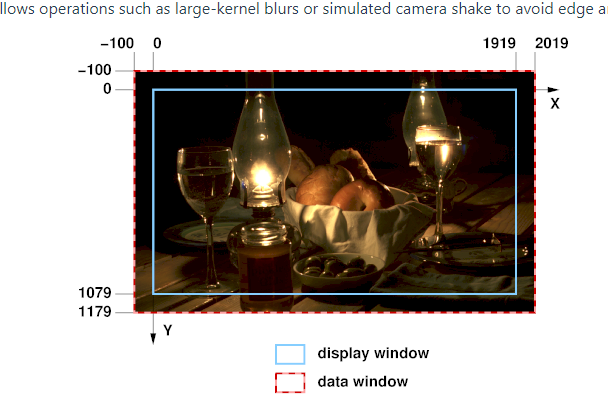 llows operations such as large-kernel blurs or simulated camera shake to avoid edge a
-100 0 1919 2019
-100
0
X
1079
1179
Y
display window
data window